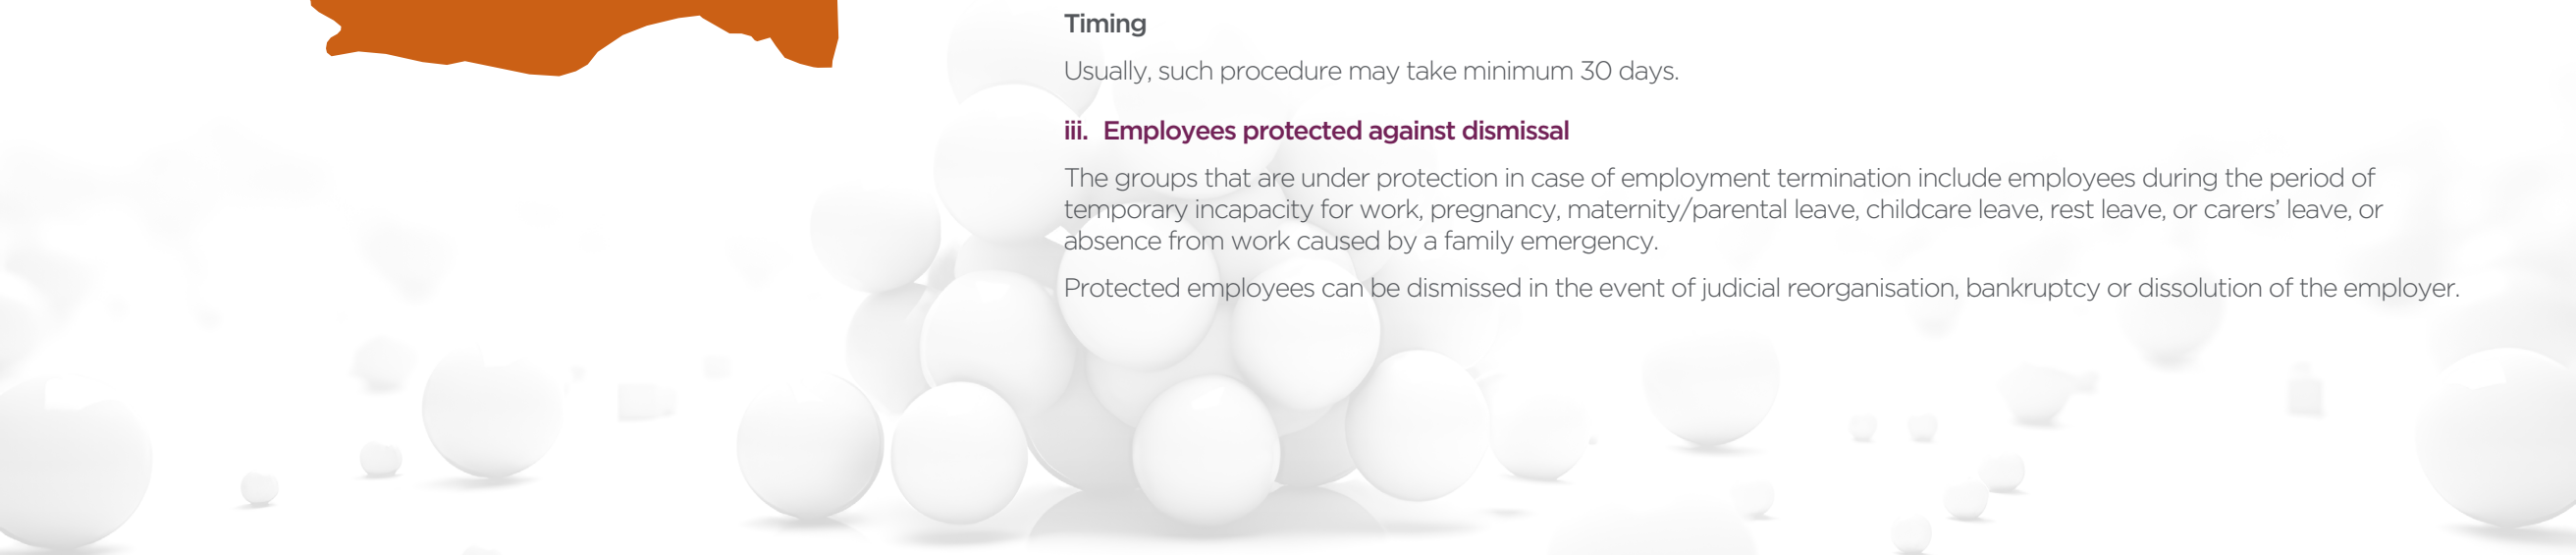 Timing
Usually, such procedure may take minimum 30 days.
iii. Employees protected against dismissal
The groups that are under protection in case of employment termination include employees during the period of
temporary incapacity for work, pregnancy, maternity/parental leave, childcare leave, rest leave, or carers’ leave, or
absence from work caused by a family emergency.
Protected employees can be dismissed in the event of judicial reorganisation, bankruptcy or dissolution of the employer.